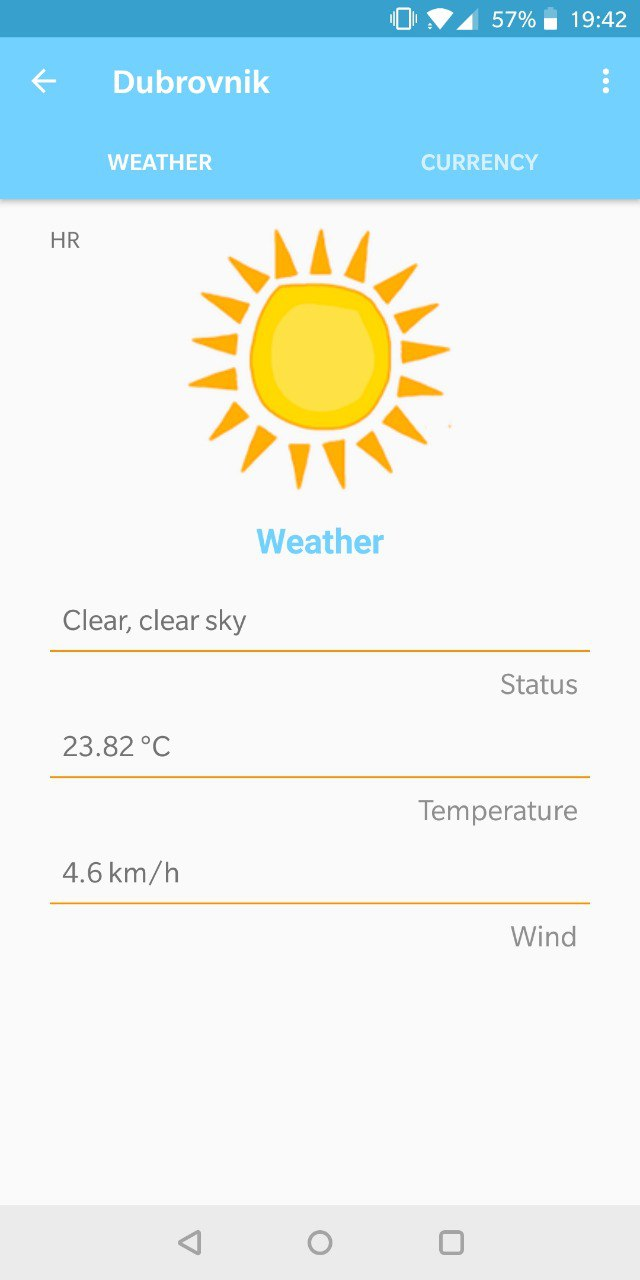 57% 19:42
Dubrovnik
WEATHER CURRENCY
HR
Weather
Clear, clear sky
Status
23.82 °C
Temperature
4.6 km/h
Wind